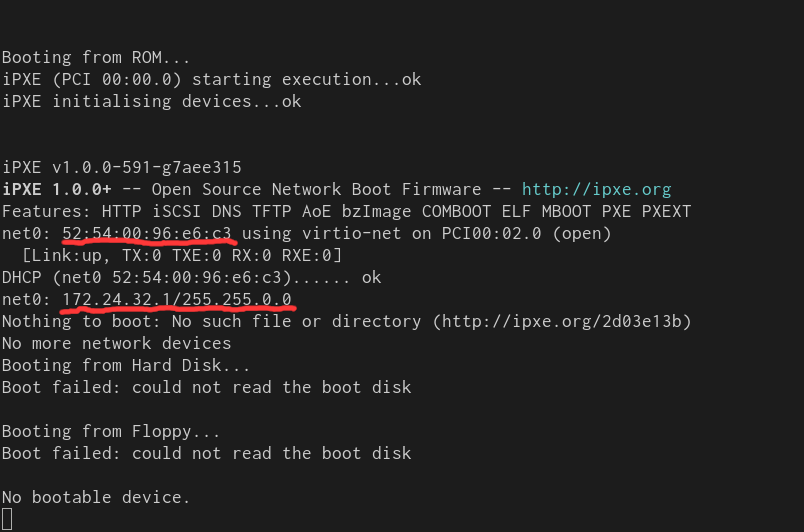 Booting from ROM...
iPXE (PCI 00:00.0) starting execution...ok
iPXE initialising devices...ok
iPXE v1.0.0-591-g7aee315
iPXE 1.0.0+ -- Open Source Network Boot Firmware -- http://ipxe.org
Features: HTTP iSCSI DNS TFTP AoE bzImage COMBOOT ELF MBOOT PXE PXEXT
net0: 52:54:00:96:e6:c3 using virtio-net on PCI00:02.0 (open)
[Link:up, TX:0 TXE:0 RX:0 RXE:0]
DHCP (net0 52:54:00:96:e6:c3)...... ok
net0: 172.24.32.1/255.255.0.0
Nothing to boot: No such file or directory (http://ipxe.org/2d03e13b)
No more network devices
Booting from Hard Disk...
Boot failed: could not read the boot disk
Booting from Floppy...
Boot failed: could not read the boot disk
No bootable device.